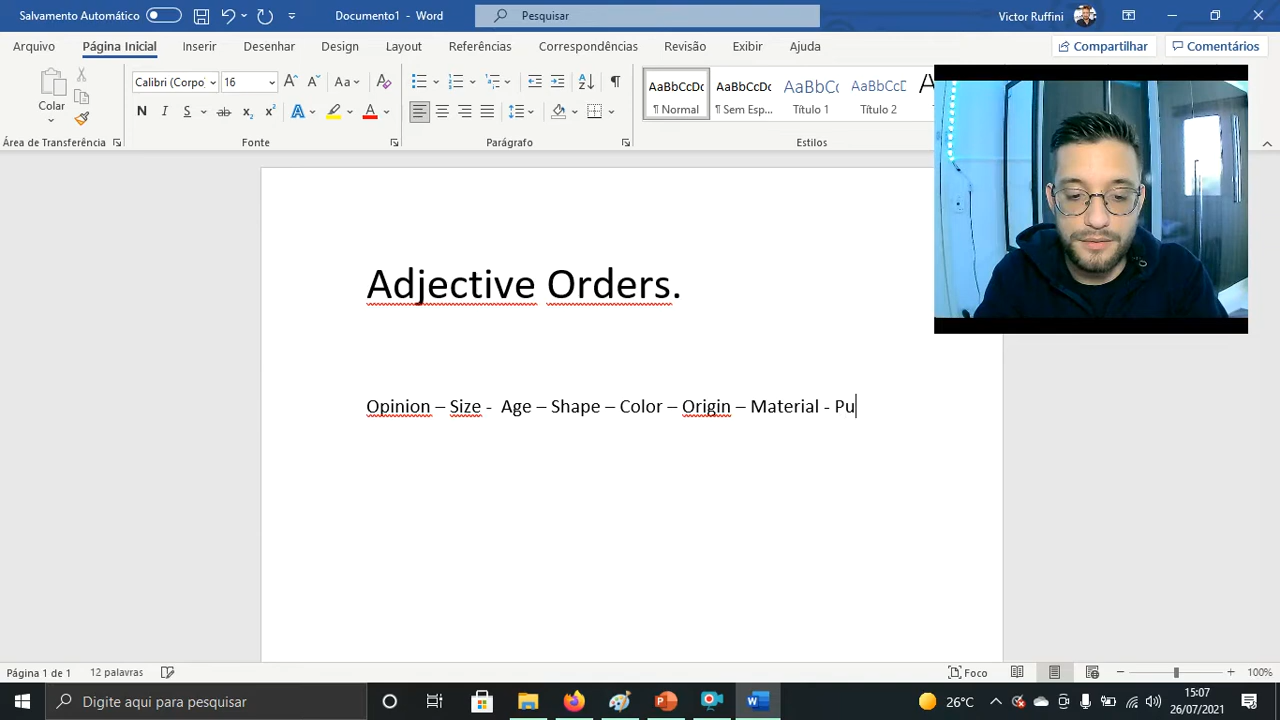 Salvamento Automático
Documento1 - Word
Pesquisar
Victor Ruffini
Arquivo Página Inicial Inserir Desenhar Design Layout Referências Correspondências Revisão Exibir Ajuda
Compartilhar Comentários
Colar
Calibri (Corpo 16
AaBbCcDc AaBbCcDc AaBbCc AaBbCcD
¶ Normal ¶ Sem Esp... Título 1 Título 2
Área de Transferência Fonte Parágrafo Estilos
Adjective Orders.
Opinion – Size - Age – Shape – Color – Origin – Material - Pu
Página 1 de 1 12 palavras
Foco
100%
Digite aqui para pesquisar
26°C
15:07
26/07/2021